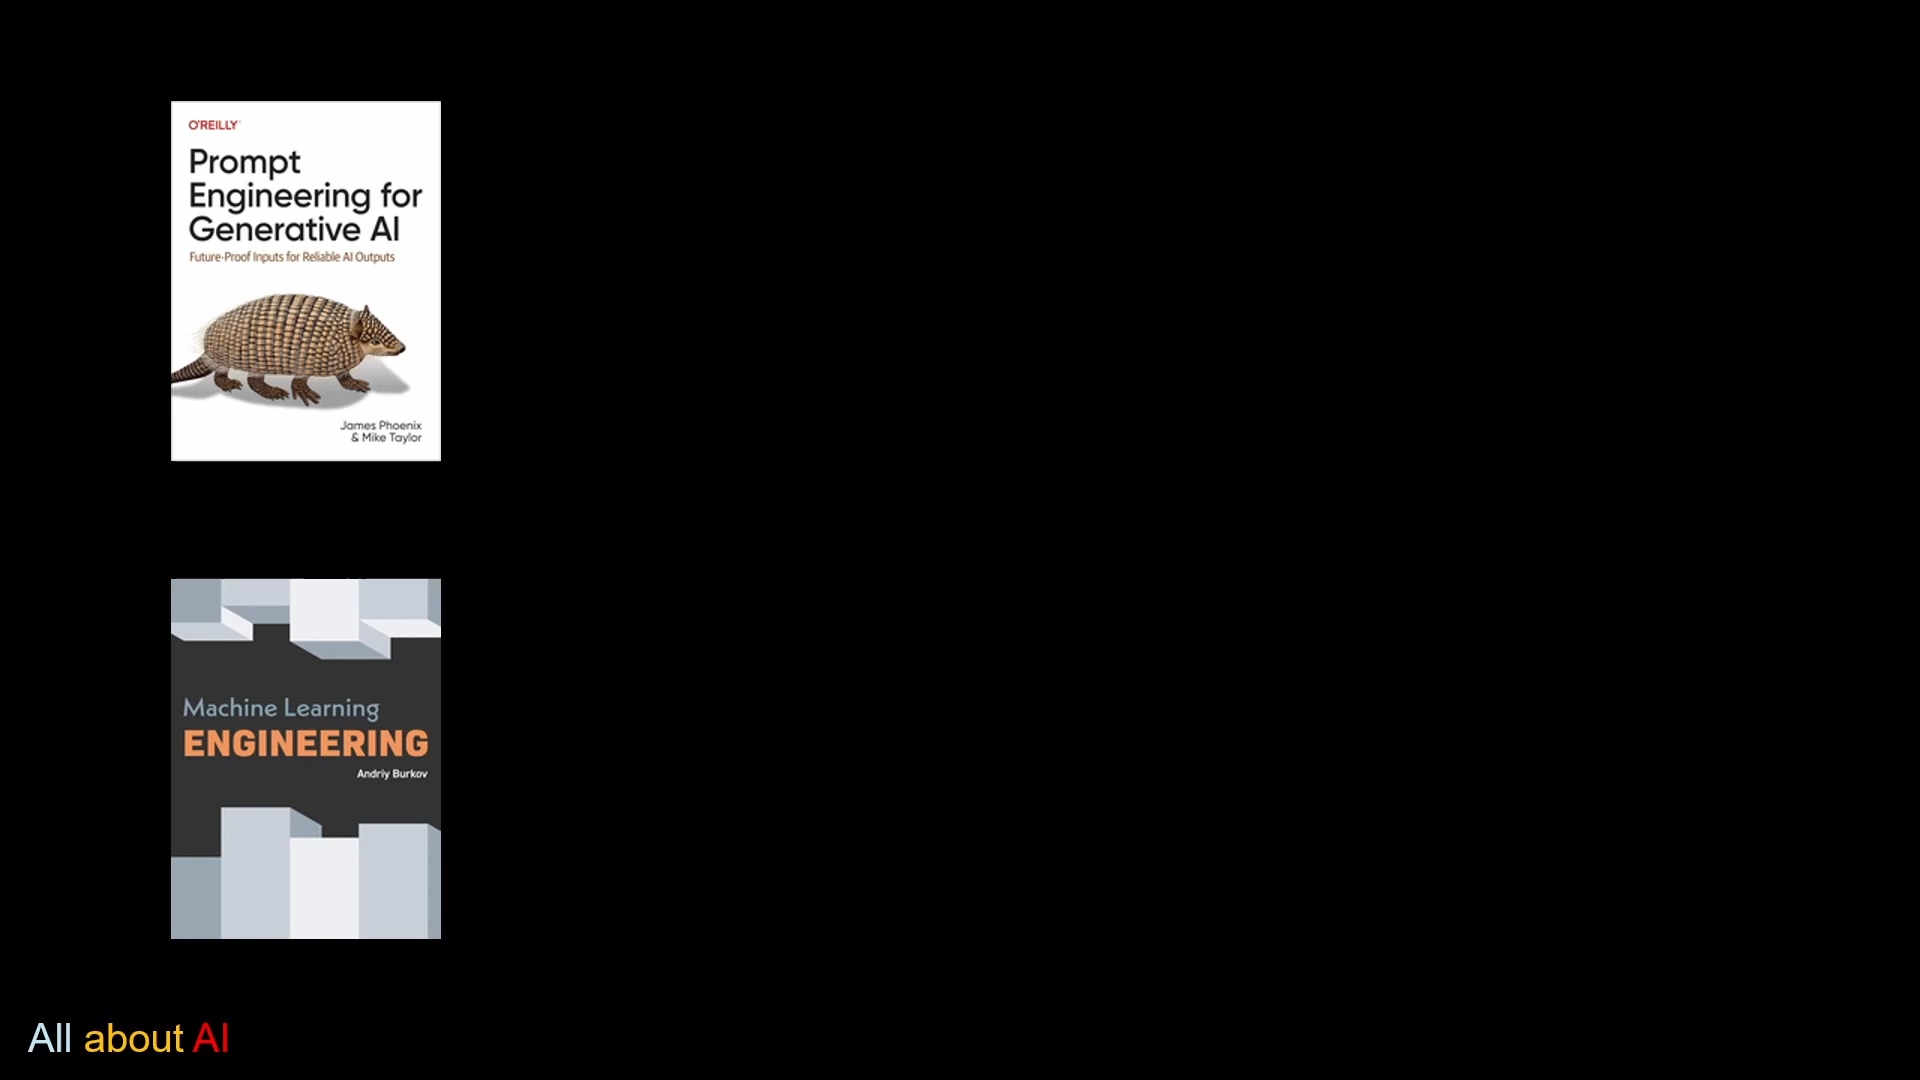 O'REILLY
Prompt
Engineering for
Generative AI
Future-Proof Inputs for Reliable AI Outputs
James Phoenix
& Mike Taylor
Machine Learning
ENGINEERING
Andriy Burkov
All about AI